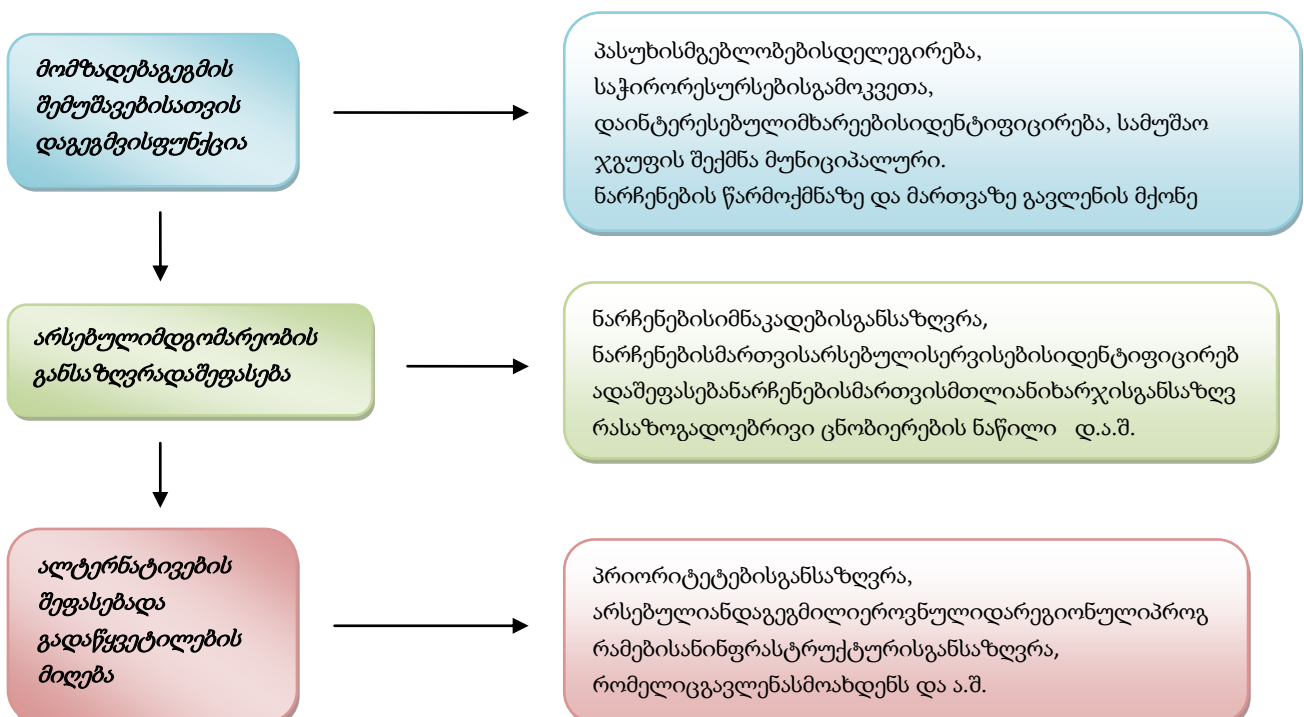 მომზადებაგეგმის
შემუშავებისათვის
დაგეგმვისფუნქცია
პასუხისმგებლობებისდელეგირება,
საჭირორესურსებისგამოკვეთა,
დაინტერესებულიმხარეებისიდენტიფიცირება, სამუშაო
ჯგუფის შექმნა მუნიციპალური.
ნარჩენების წარმოქმნაზე და მართვაზე გავლენის მქონე
არსებულიმდგომარეობის
განსაზღვრადაშეფასება
ნარჩენებისიმნაკადებისგანსაზღვრა,
ნარჩენებისმართვისარსებულისერვისებისიდენტიფიცირებ
ადაშეფასებანარჩენებისმართვისმთლიანიხარჯისგანსაზღვ
რასაზოგადოებრივი ცნობიერების ნაწილი დ.ა.შ.
ალტერნატივების
შეფასებადა
გადაწყვეტილების
მიღება
პრიორიტეტებისგანსაზღვრა,
არსებულიანდაგეგმილიეროვნულიდარეგიონულიპროგ
რამებისანინფრასტრუქტურისგანსაზღვრა,
რომელიცგავლენასმოახდენს და ა.შ.